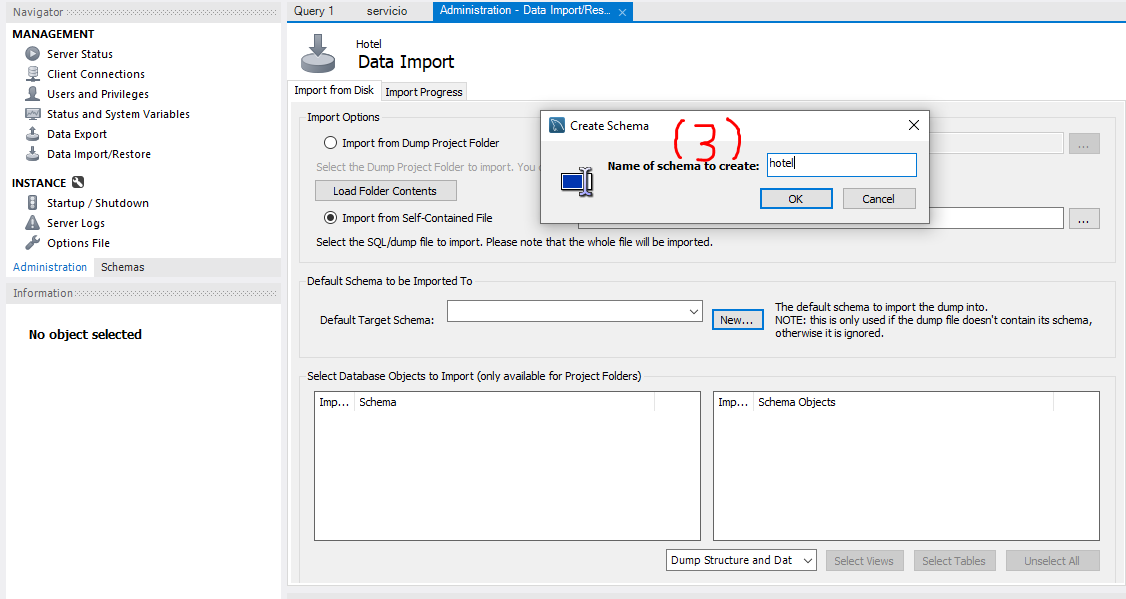 Navigator
MANAGEMENT
Server Status
Client Connections
Users and Privileges
Status and System Variables
Data Export
Data Import/Restore
INSTANCE
Startup / Shutdown
Server Logs
Options File
Administration Schemas
Information
No object selected
Query 1 servicio Administration - Data Import/Res...
Hotel
Data Import
Import from Disk Import Progress
Import Options
Import from Dump Project Folder ...
Select the Dump Project Folder to import. You
Load Folder Contents
Import from Self-Contained File ...
Select the SQL/dump file to import. Please note that the whole file will be imported.
Create Schema
(3)
Name of schema to create: hotel
OK Cancel
Default Schema to be Imported To
Default Target Schema: New...
The default schema to import the dump into.
NOTE: this is only used if the dump file doesn't contain its schema,
otherwise it is ignored.
Select Database Objects to Import (only available for Project Folders)
Imp... Schema
Imp... Schema Objects
Dump Structure and Dat Select Views Select Tables Unselect All